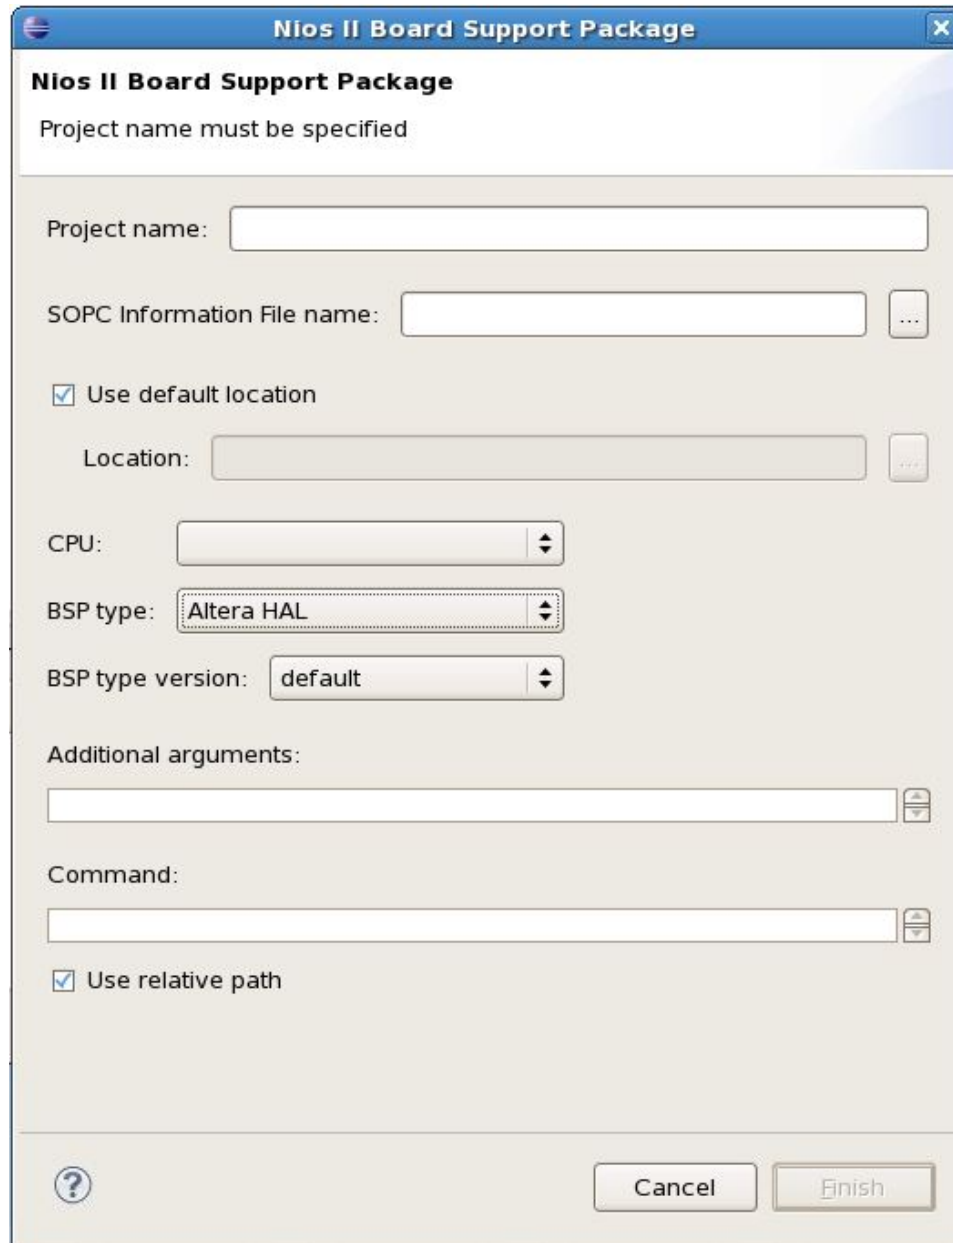 Nios II Board Support Package
Nios II Board Support Package
Project name must be specified
Project name:
SOPC Information File name: ...
Use default location
Location: ...
CPU:
BSP type: Altera HAL
BSP type version: default
Additional arguments:
Command:
Use relative path
? Cancel Finish